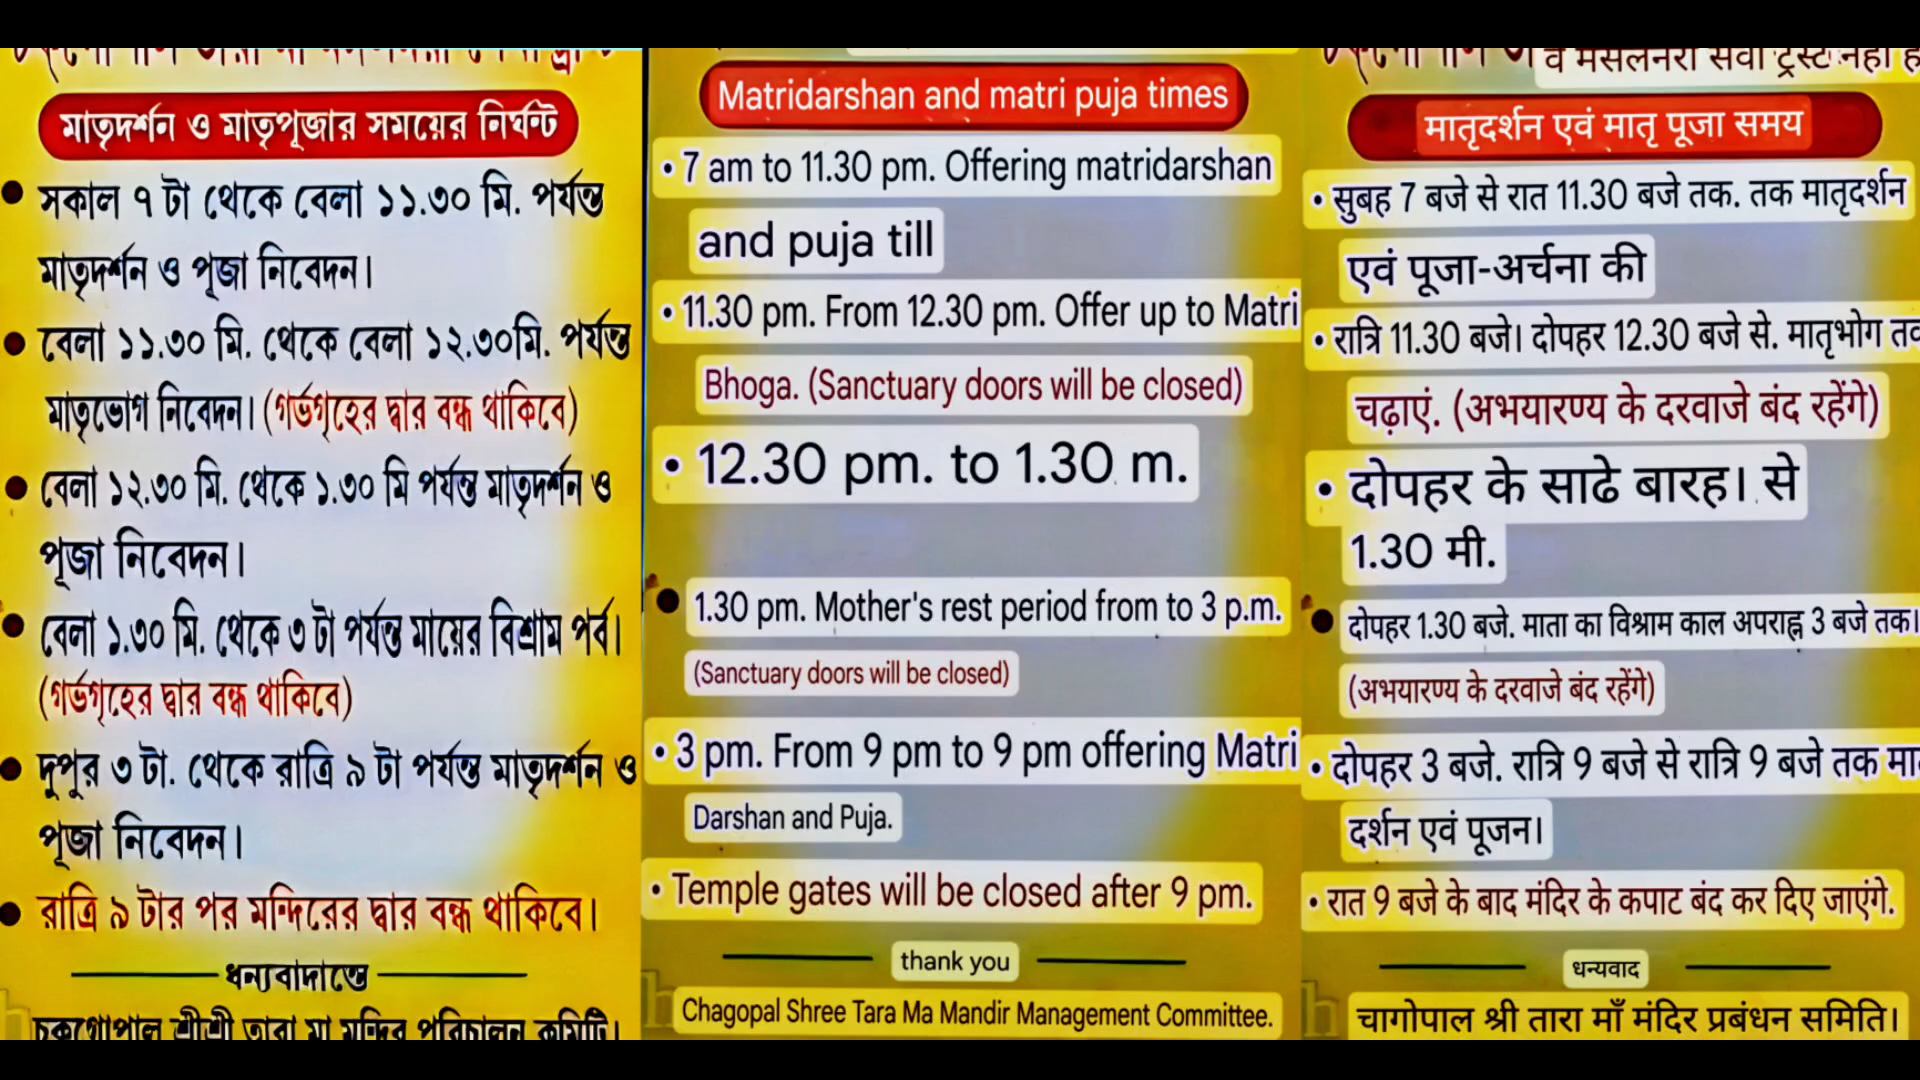 মাতৃদর্শন ও মাতৃপূজার সময়ের নির্ঘন্ট
• সকাল ৭ টা থেকে বেলা ১১.৩০ মি. পর্যন্ত
মাতৃদর্শন ও পূজা নিবেদন।
• বেলা ১১.৩০ মি. থেকে বেলা ১২.৩০মি. পর্যন্ত
মাতৃভোগ নিবেদন। (গর্ভগৃহের দ্বার বন্ধ থাকিবে)
• বেলা ১২.৩০ মি. থেকে ১.৩০ মি পর্যন্ত মাতৃদর্শন ও
পূজা নিবেদন।
• বেলা ১.৩০ মি. থেকে ৩ টা পর্যন্ত মায়ের বিশ্রাম পর্ব।
(গর্ভগৃহের দ্বার বন্ধ থাকিবে)
• দুপুর ৩ টা. থেকে রাত্রি ৯ টা পর্যন্ত মাতৃদর্শন ও
পূজা নিবেদন।
• রাত্রি ৯ টার পর মন্দিরের দ্বার বন্ধ থাকিবে।
ধন্যবাদান্তে
চকগোপাল শ্রীশ্রী তারা মা মন্দির পরিচালন কমিটি।
Matridarshan and matri puja times
• 7 am to 11.30 pm. Offering matridarshan
and puja till
• 11.30 pm. From 12.30 pm. Offer up to Matri
Bhoga. (Sanctuary doors will be closed)
• 12.30 pm. to 1.30 m.
• 1.30 pm. Mother's rest period from to 3 p.m.
(Sanctuary doors will be closed)
• 3 pm. From 9 pm to 9 pm offering Matri
Darshan and Puja.
• Temple gates will be closed after 9 pm.
thank you
Chagopal Shree Tara Ma Mandir Management Committee.
व मसलनरा सेवा ट्रस्ट नहीं
मातृदर्शन एवं मातृ पूजा समय
• सुबह 7 बजे से रात 11.30 बजे तक. तक मातृदर्शन
एवं पूजा-अर्चना की
• रात्रि 11.30 बजे। दोपहर 12.30 बजे से. मातृभोग तक
चढ़ाएं. (अभयारण्य के दरवाजे बंद रहेंगे)
• दोपहर के साढे बारह। से
1.30 मी.
• दोपहर 1.30 बजे. माता का विश्राम काल अपराह्न 3 बजे तक।
(अभयारण्य के दरवाजे बंद रहेंगे)
• दोपहर 3 बजे. रात्रि 9 बजे से रात्रि 9 बजे तक
दर्शन एवं पूजन।
• रात 9 बजे के बाद मंदिर के कपाट बंद कर दिए जाएंगे.
धन्यवाद
चागोपाल श्री तारा माँ मंदिर प्रबंधन समिति।